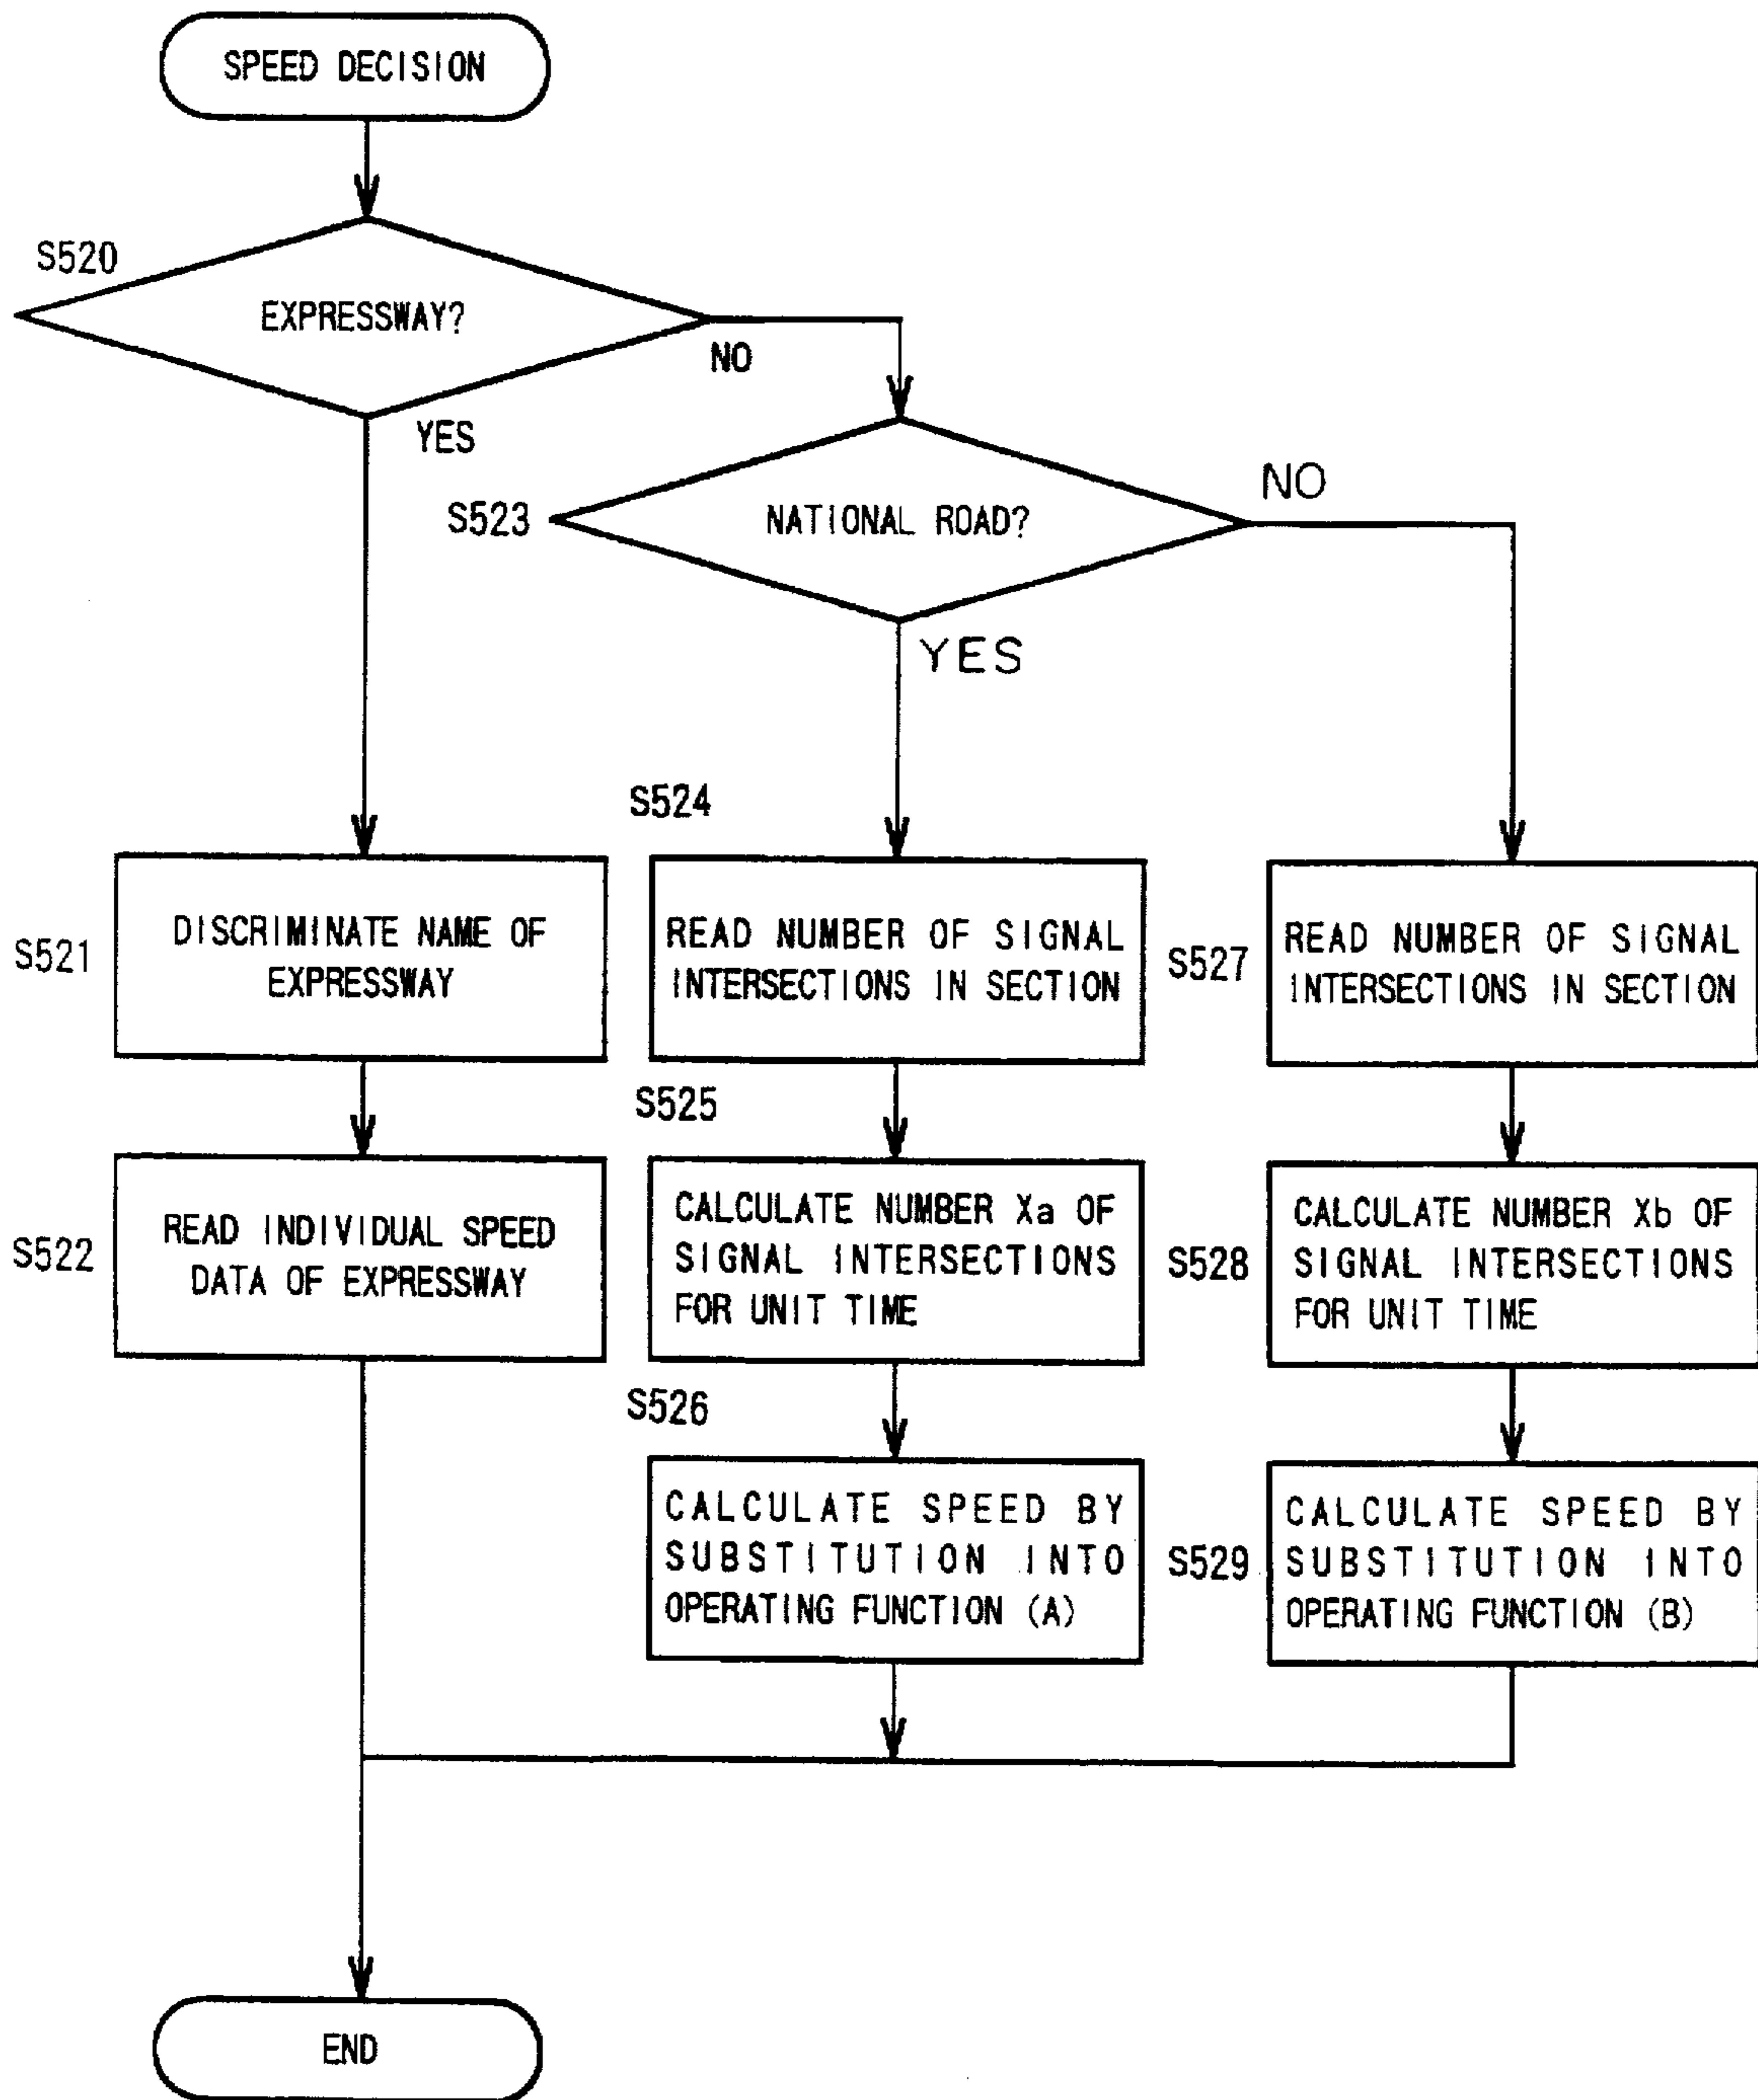 SPEED DECISION
S520
EXPRESSWAY?
NO
YES
S523
NATIONAL ROAD?
NO
YES
S521
DISCRIMINATE NAME OF
EXPRESSWAY
S522
READ INDIVIDUAL SPEED
DATA OF EXPRESSWAY
S524
READ NUMBER OF SIGNAL
INTERSECTIONS IN SECTION
S525
CALCULATE NUMBER Xa OF
SIGNAL INTERSECTIONS
FOR UNIT TIME
S526
CALCULATE SPEED BY
SUBSTITUTION INTO
OPERATING FUNCTION (A)
S527
READ NUMBER OF SIGNAL
INTERSECTIONS IN SECTION
S528
CALCULATE NUMBER Xb OF
SIGNAL INTERSECTIONS
FOR UNIT TIME
S529
CALCULATE SPEED BY
SUBSTITUTION INTO
OPERATING FUNCTION (B)
END